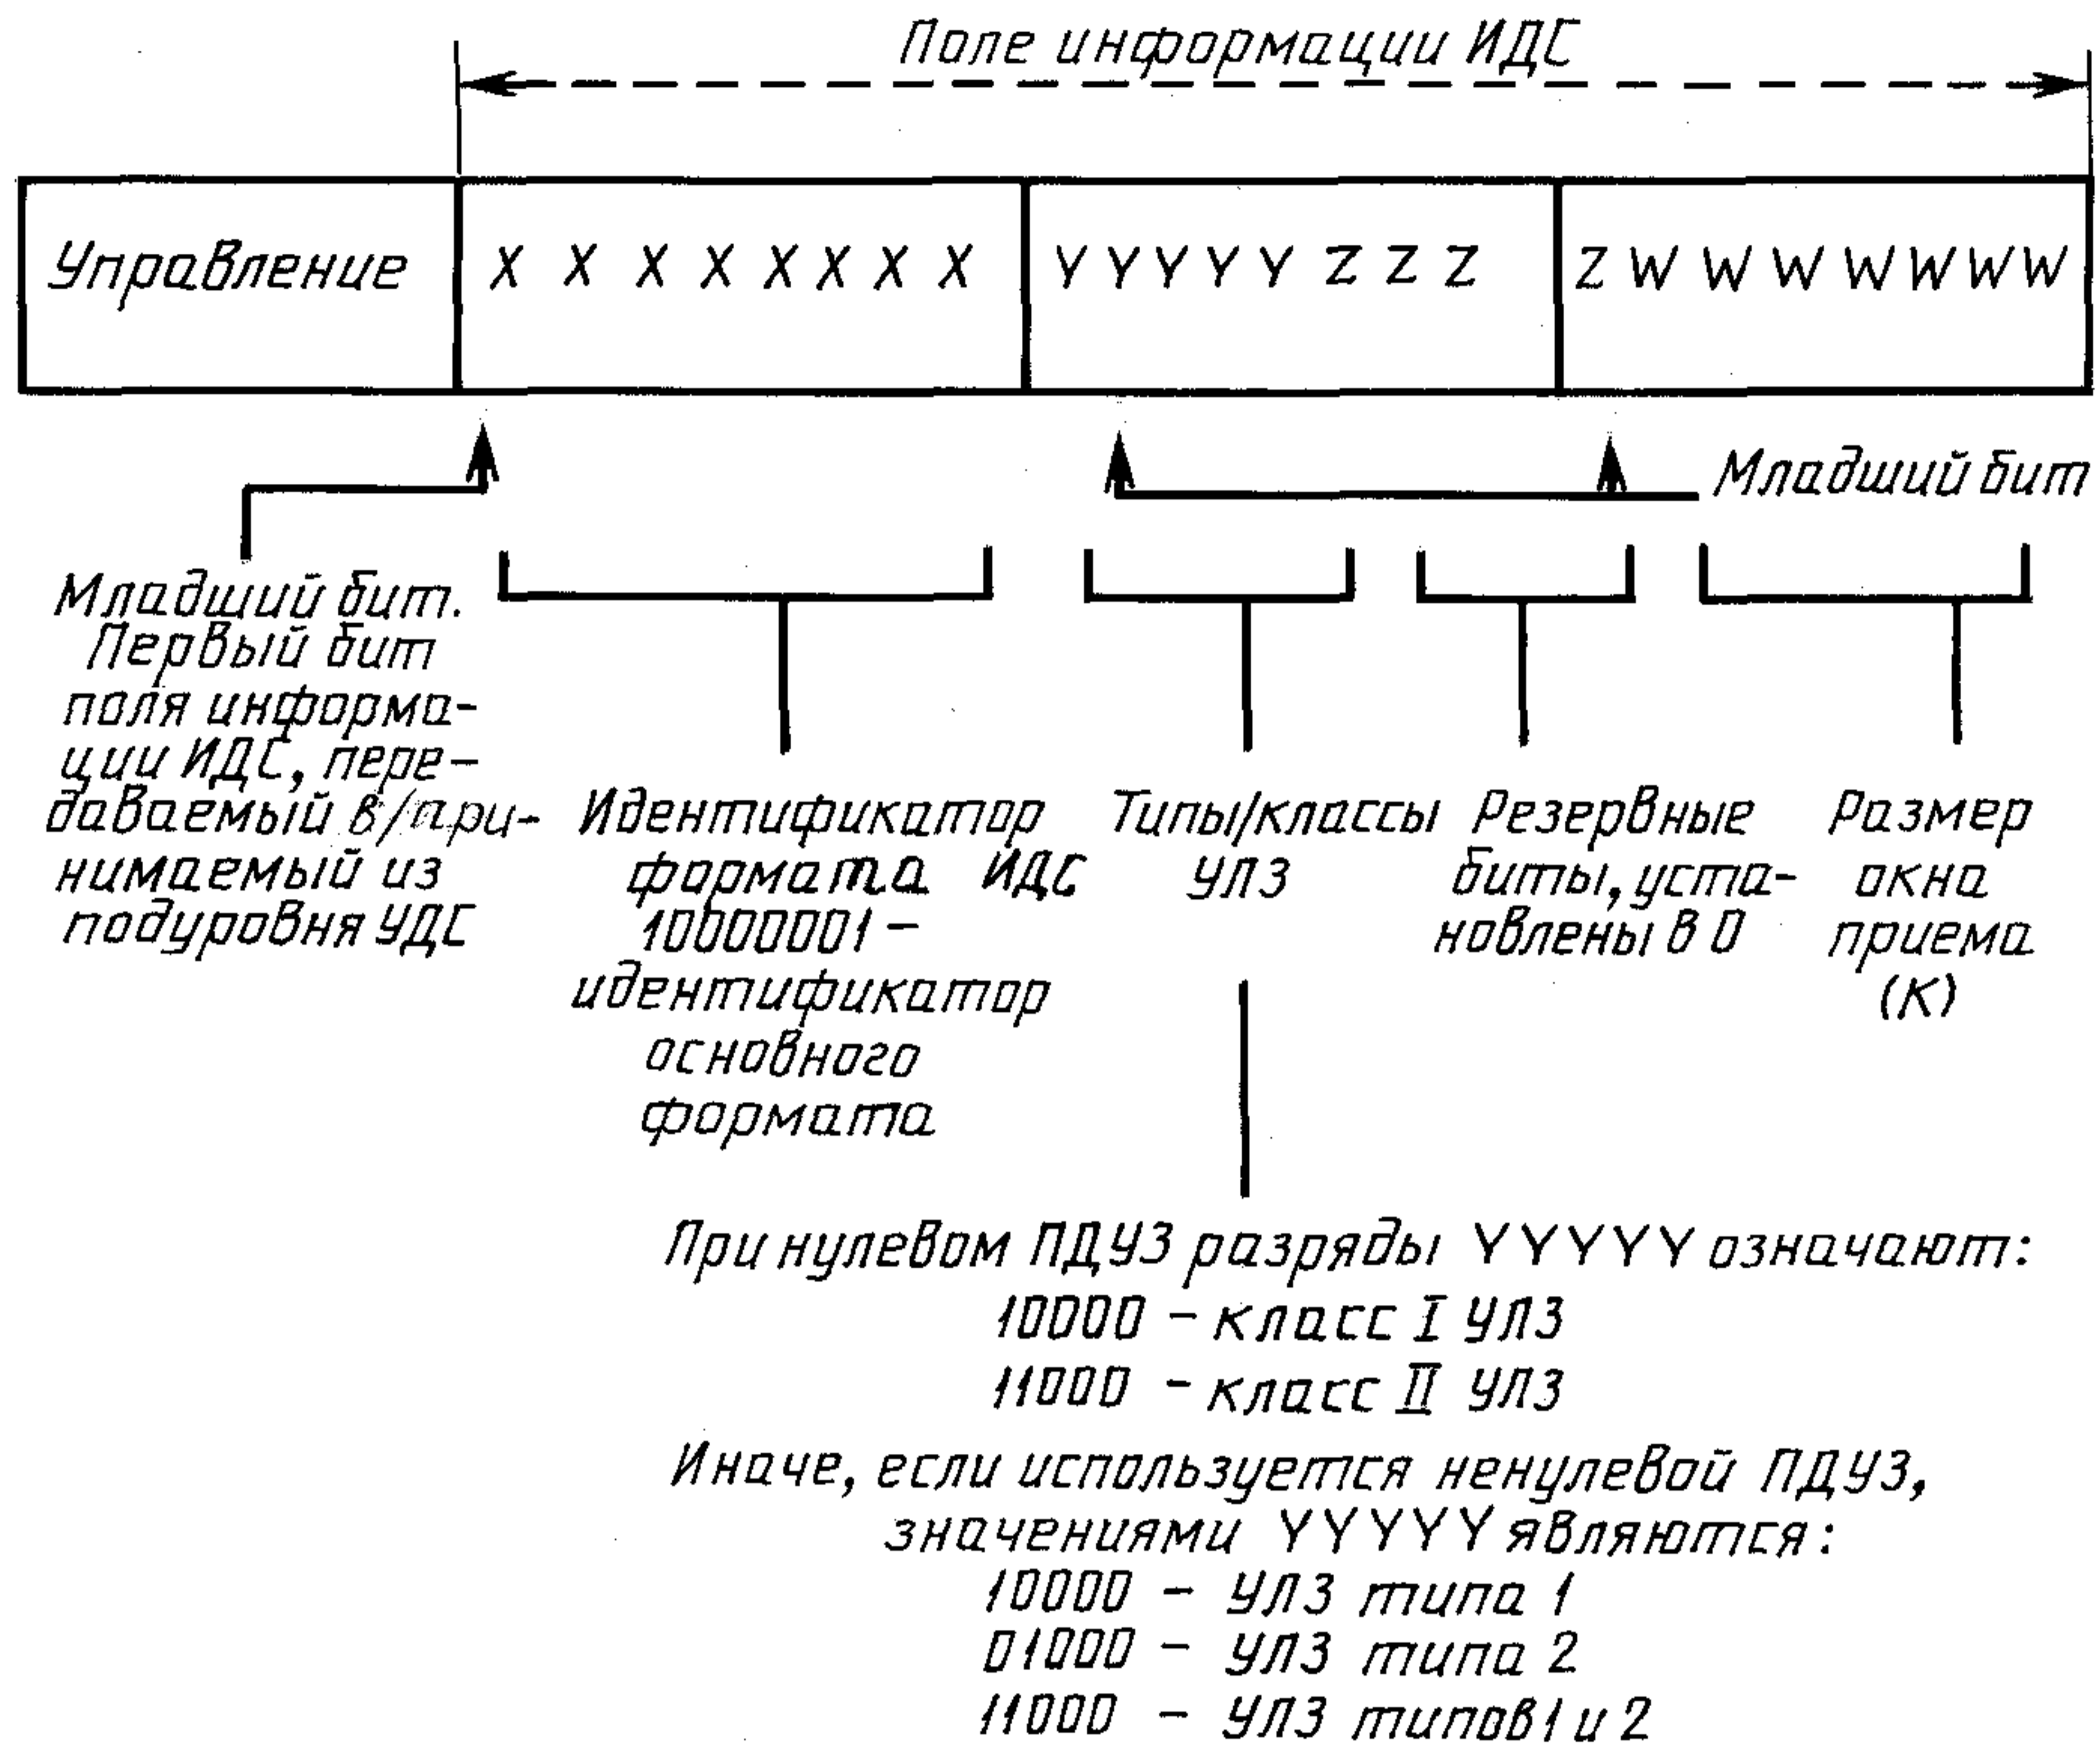 Поле информации ИДС
Управление
X X X X X X X X
Y Y Y Y Y Z Z Z
Z W W W W W W W
Младший бит
Младший бит.
Первый бит
поля информа-
ции ИДС, пере-
даваемый в/при-
нимаемый из
подуровня УДС
Идентификатор
формата ИДС
10000001 –
идентификатор
основного
формата
Типы/классы
УЛЗ
Резервные
биты, уста-
новлены в 0
Размер
окна
приема
(К)
При нулевом ПДУЗ разряды YYYYY означают:
10000 – класс I УЛЗ
11000 – класс II УЛЗ
Иначе, если используется ненулевой ПДУЗ,
значениями YYYYY являются:
10000 – УЛЗ типа 1
01000 – УЛЗ типа 2
11000 – УЛЗ типов 1 и 2